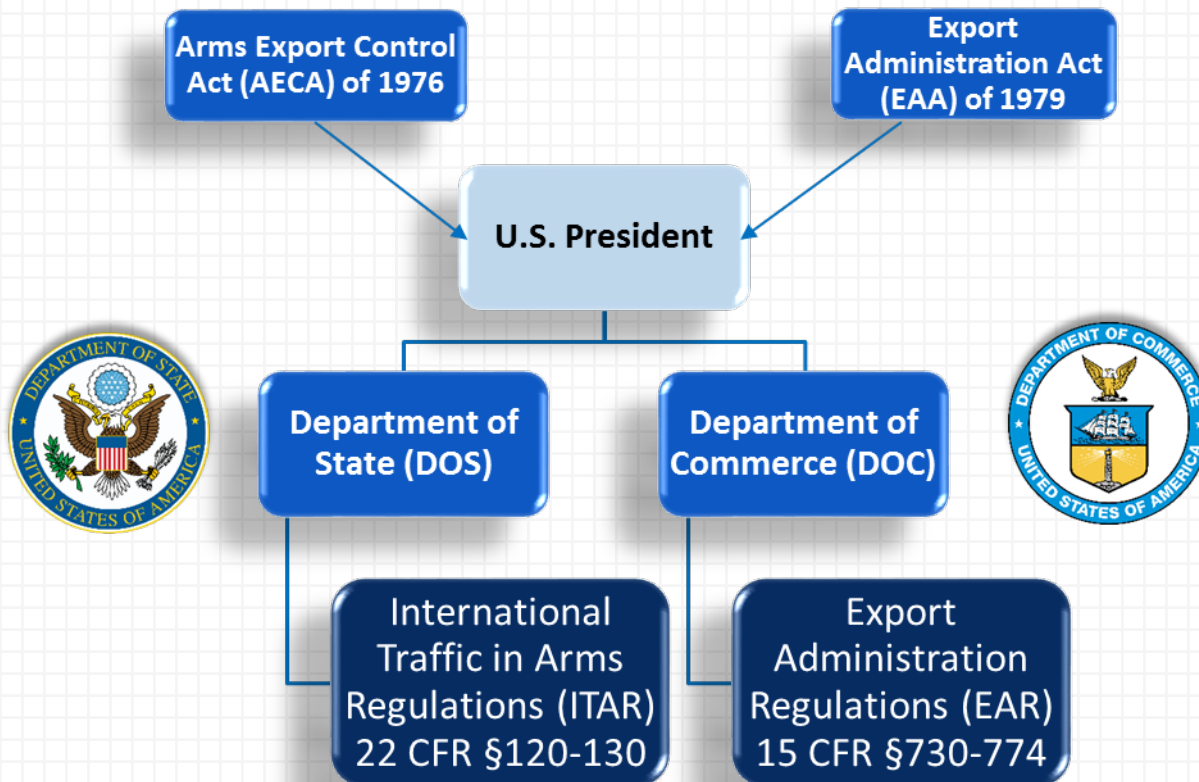 Arms Export Control
Act (AECA) of 1976
Export
Administration Act
(EAA) of 1979
U.S. President
DEPARTMENT OF STATE
UNITED STATES OF AMERICA
Department of
State (DOS)
Department of
Commerce (DOC)
DEPARTMENT OF COMMERCE
UNITED STATES OF AMERICA
International
Traffic in Arms
Regulations (ITAR)
22 CFR §120-130
Export
Administration
Regulations (EAR)
15 CFR §730-774